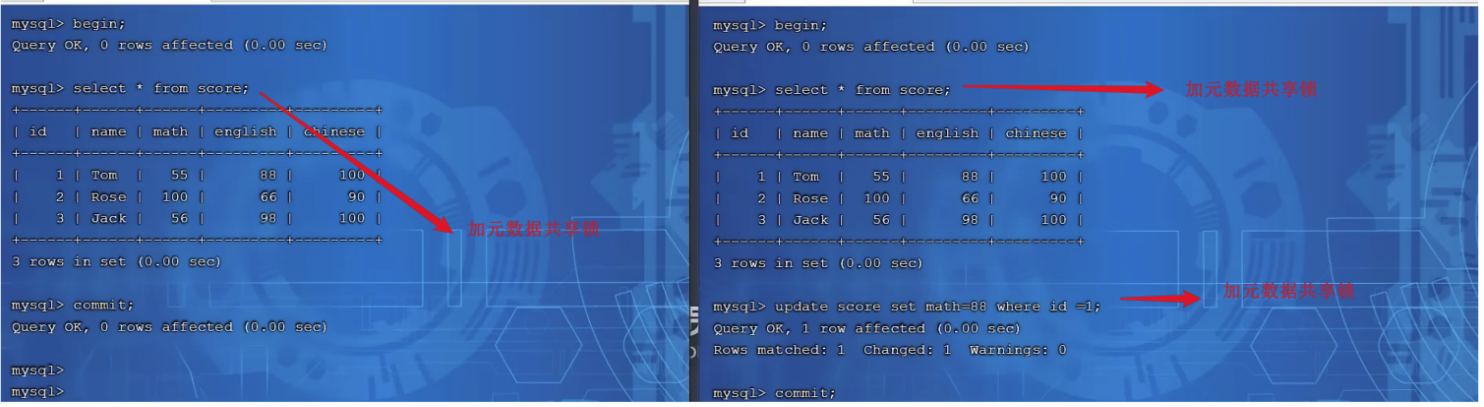 mysql> begin;
Query OK, 0 rows affected (0.00 sec)
mysql> select * from score;
+------+------+------+---------+---------+
| id   | name | math | english | chinese |
+------+------+------+---------+---------+
|    1 | Tom  |   55 |      88 |     100 |
|    2 | Rose |  100 |      66 |      90 |
|    3 | Jack |   56 |      98 |     100 |
+------+------+------+---------+---------+
加元数据共享锁
3 rows in set (0.00 sec)
mysql> commit;
Query OK, 0 rows affected (0.00 sec)
mysql>
mysql>
mysql> begin;
Query OK, 0 rows affected (0.00 sec)
mysql> select * from score;
加元数据共享锁
+------+------+------+---------+---------+
| id   | name | math | english | chinese |
+------+------+------+---------+---------+
|    1 | Tom  |   55 |      88 |     100 |
|    2 | Rose |  100 |      66 |      90 |
|    3 | Jack |   56 |      98 |     100 |
+------+------+------+---------+---------+
3 rows in set (0.00 sec)
mysql> update score set math=88 where id =1;
加元数据共享锁
Query OK, 1 row affected (0.00 sec)
Rows matched: 1  Changed: 1  Warnings: 0
mysql> commit;